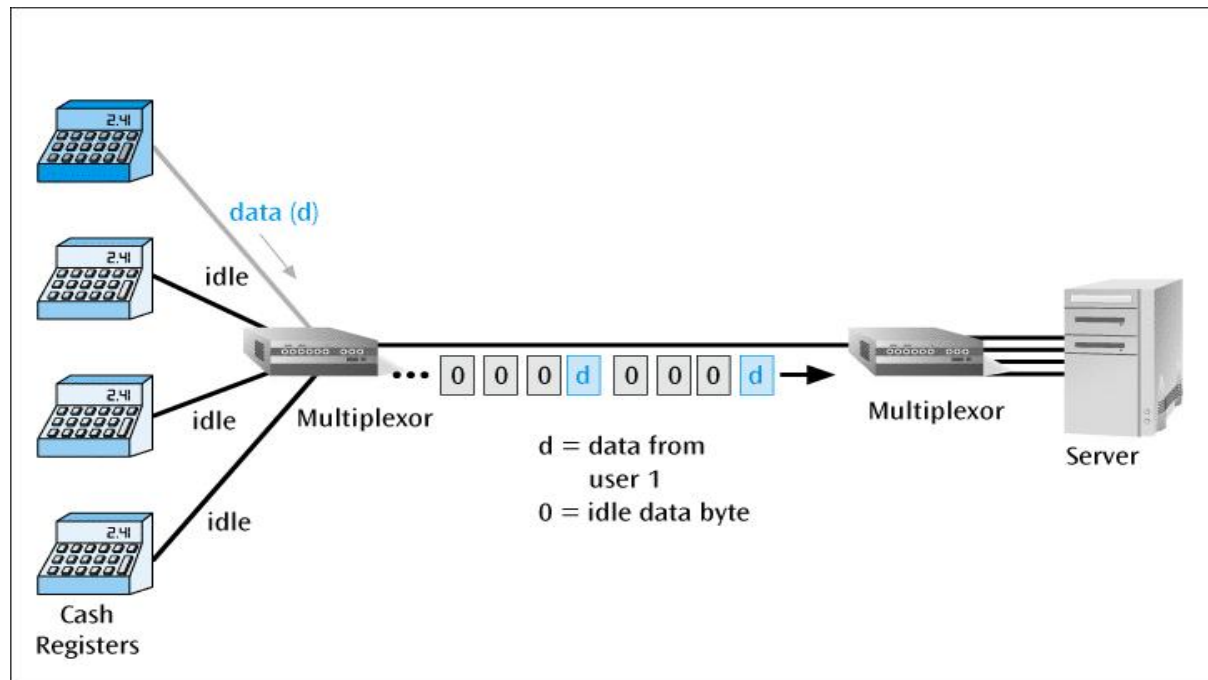 2.41
data (d)
2.41
idle
2.41
idle
2.41
idle
Cash
Registers
Multiplexor
••• 0 0 0 d 0 0 0 d
d = data from
user 1
0 = idle data byte
Multiplexor
Server